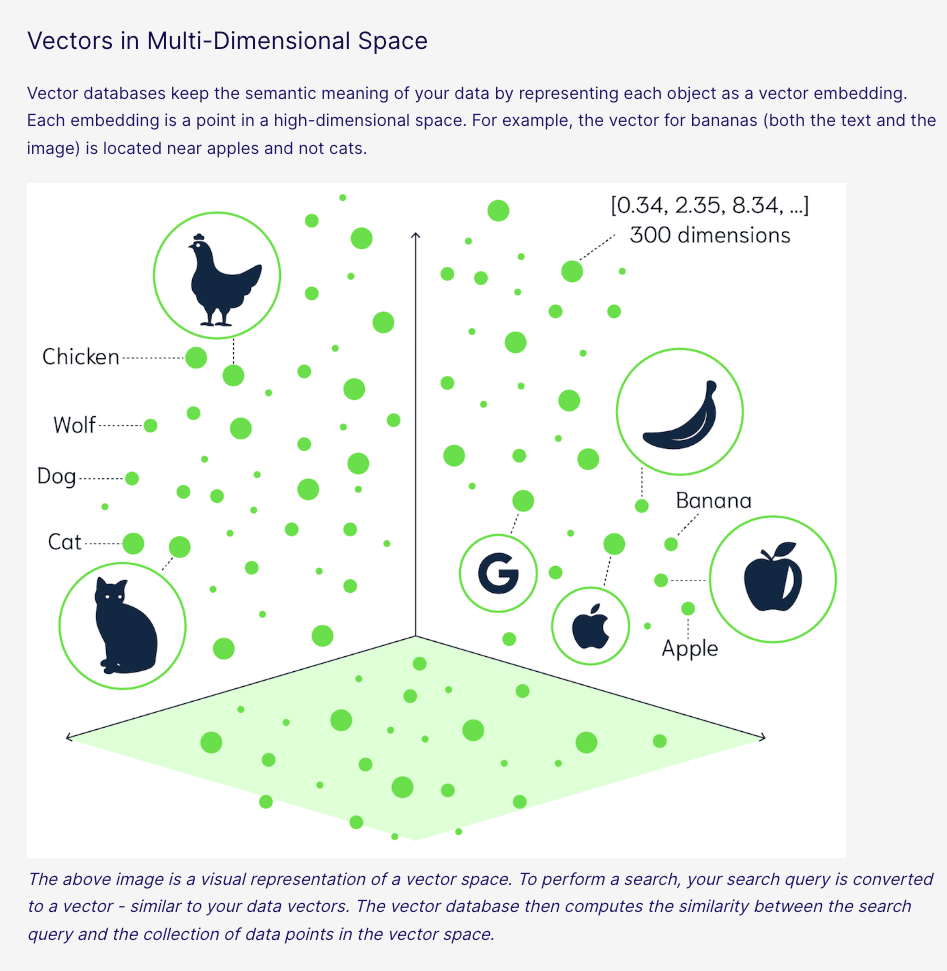 Vectors in Multi-Dimensional Space
Vector databases keep the semantic meaning of your data by representing each object as a vector embedding.
Each embedding is a point in a high-dimensional space. For example, the vector for bananas (both the text and the
image) is located near apples and not cats.
[0.34, 2.35, 8.34, ...]
300 dimensions
Chicken
Wolf
Dog
Banana
Cat
G
Apple
The above image is a visual representation of a vector space. To perform a search, your search query is converted
to a vector - similar to your data vectors. The vector database then computes the similarity between the search
query and the collection of data points in the vector space.